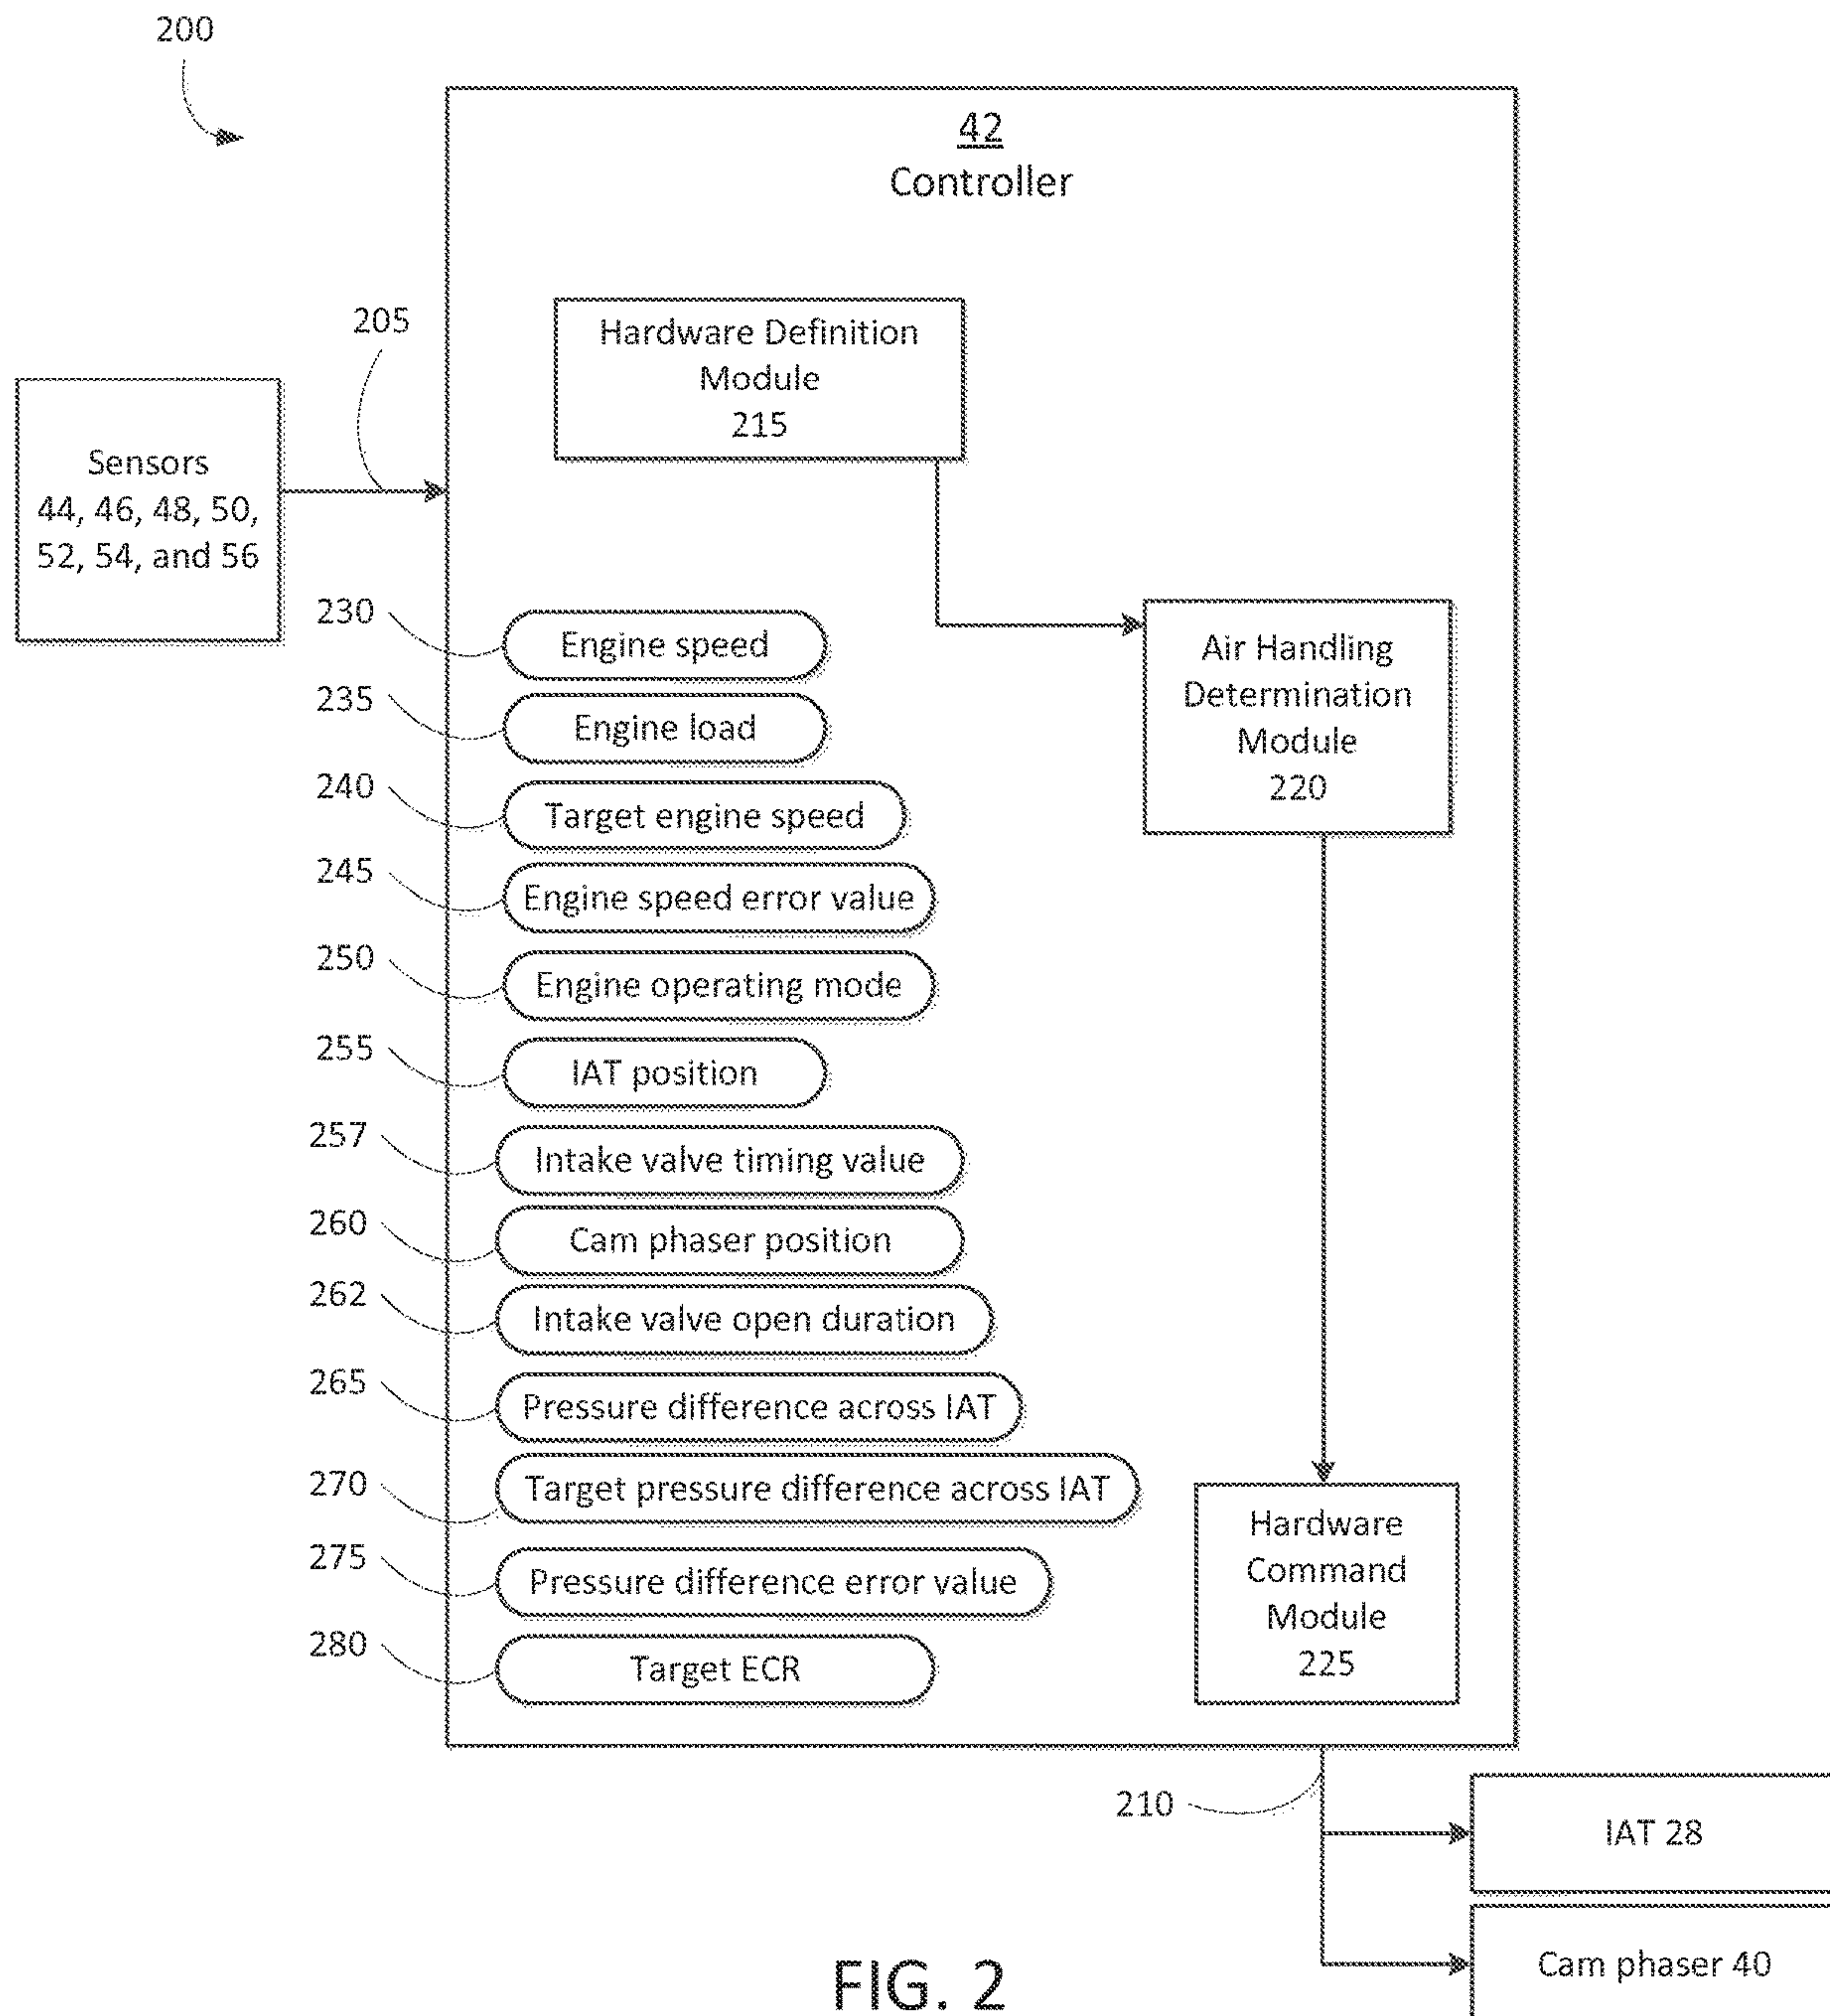 200
42
Controller
205
Hardware Definition
Module
215
Sensors
44, 46, 48, 50,
52, 54, and 56
230
Engine speed
235
Engine load
240
Target engine speed
245
Engine speed error value
250
Engine operating mode
255
IAT position
257
Intake valve timing value
260
Cam phaser position
262
Intake valve open duration
265
Pressure difference across IAT
270
Target pressure difference across IAT
275
Pressure difference error value
280
Target ECR
Air Handling
Determination
Module
220
Hardware
Command
Module
225
210
IAT 28
Cam phaser 40
FIG. 2